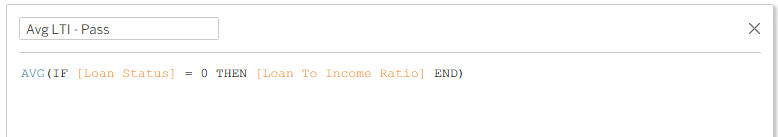 Avg LTI - Pass
AVG(IF [Loan Status] = 0 THEN [Loan To Income Ratio] END)